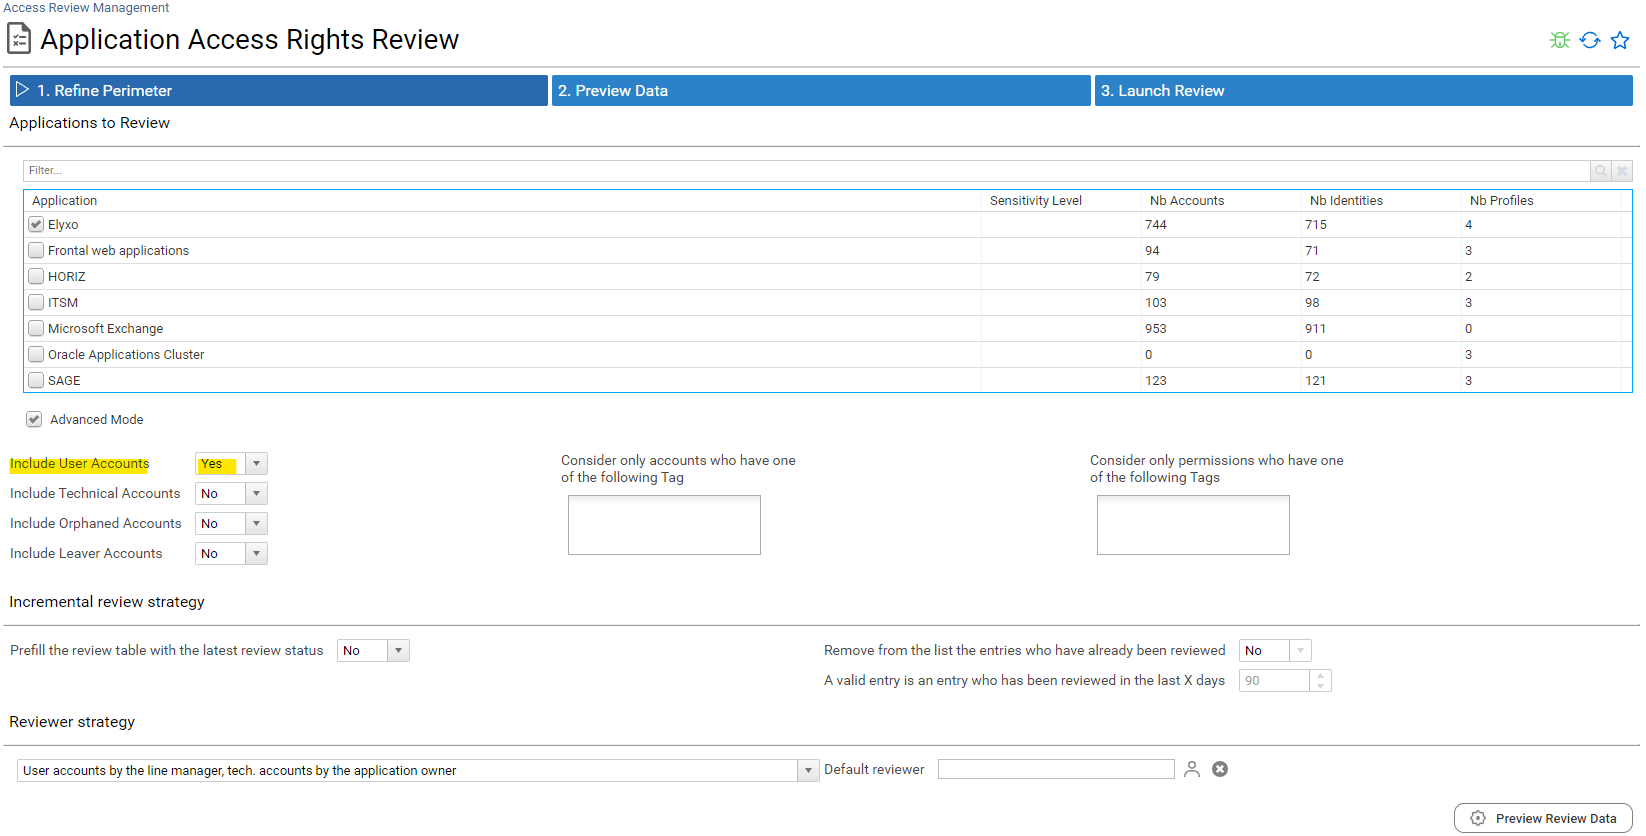 Access Review Management
Application Access Rights Review
1. Refine Perimeter
2. Preview Data
3. Launch Review
Applications to Review
Filter...
Application Sensitivity Level Nb Accounts Nb Identities Nb Profiles
Elyxo 744 715 4
Frontal web applications 94 71 3
HORIZ 79 72 2
ITSM 103 98 3
Microsoft Exchange 953 911 0
Oracle Applications Cluster 0 0 3
SAGE 123 121 3
Advanced Mode
Include User Accounts Yes
Include Technical Accounts No
Include Orphaned Accounts No
Include Leaver Accounts No
Consider only accounts who have one
of the following Tag
Consider only permissions who have one
of the following Tags
Incremental review strategy
Prefill the review table with the latest review status No
Remove from the list the entries who have already been reviewed No
A valid entry is an entry who has been reviewed in the last X days 90
Reviewer strategy
User accounts by the line manager, tech. accounts by the application owner
Default reviewer
Preview Review Data